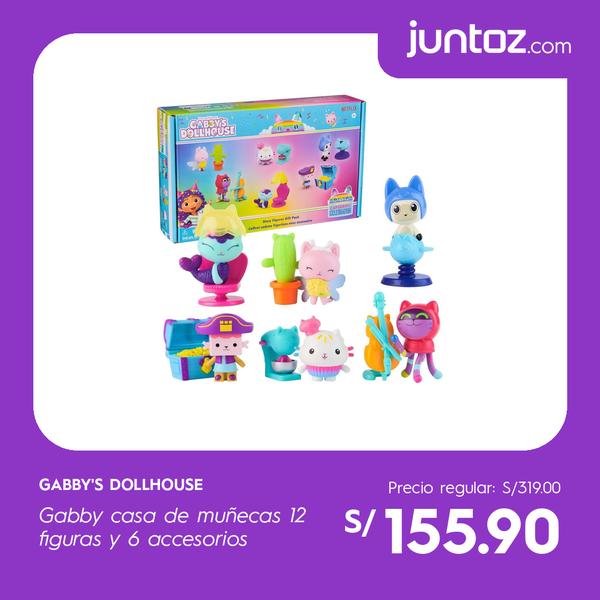 juntoz.com
NETFLIX
GABBY'S
DOLLHOUSE
GABBY'S DOLLHOUSE
Gabby casa de muñecas 12
figuras y 6 accesorios
Precio regular: S/319.00
S/155.90